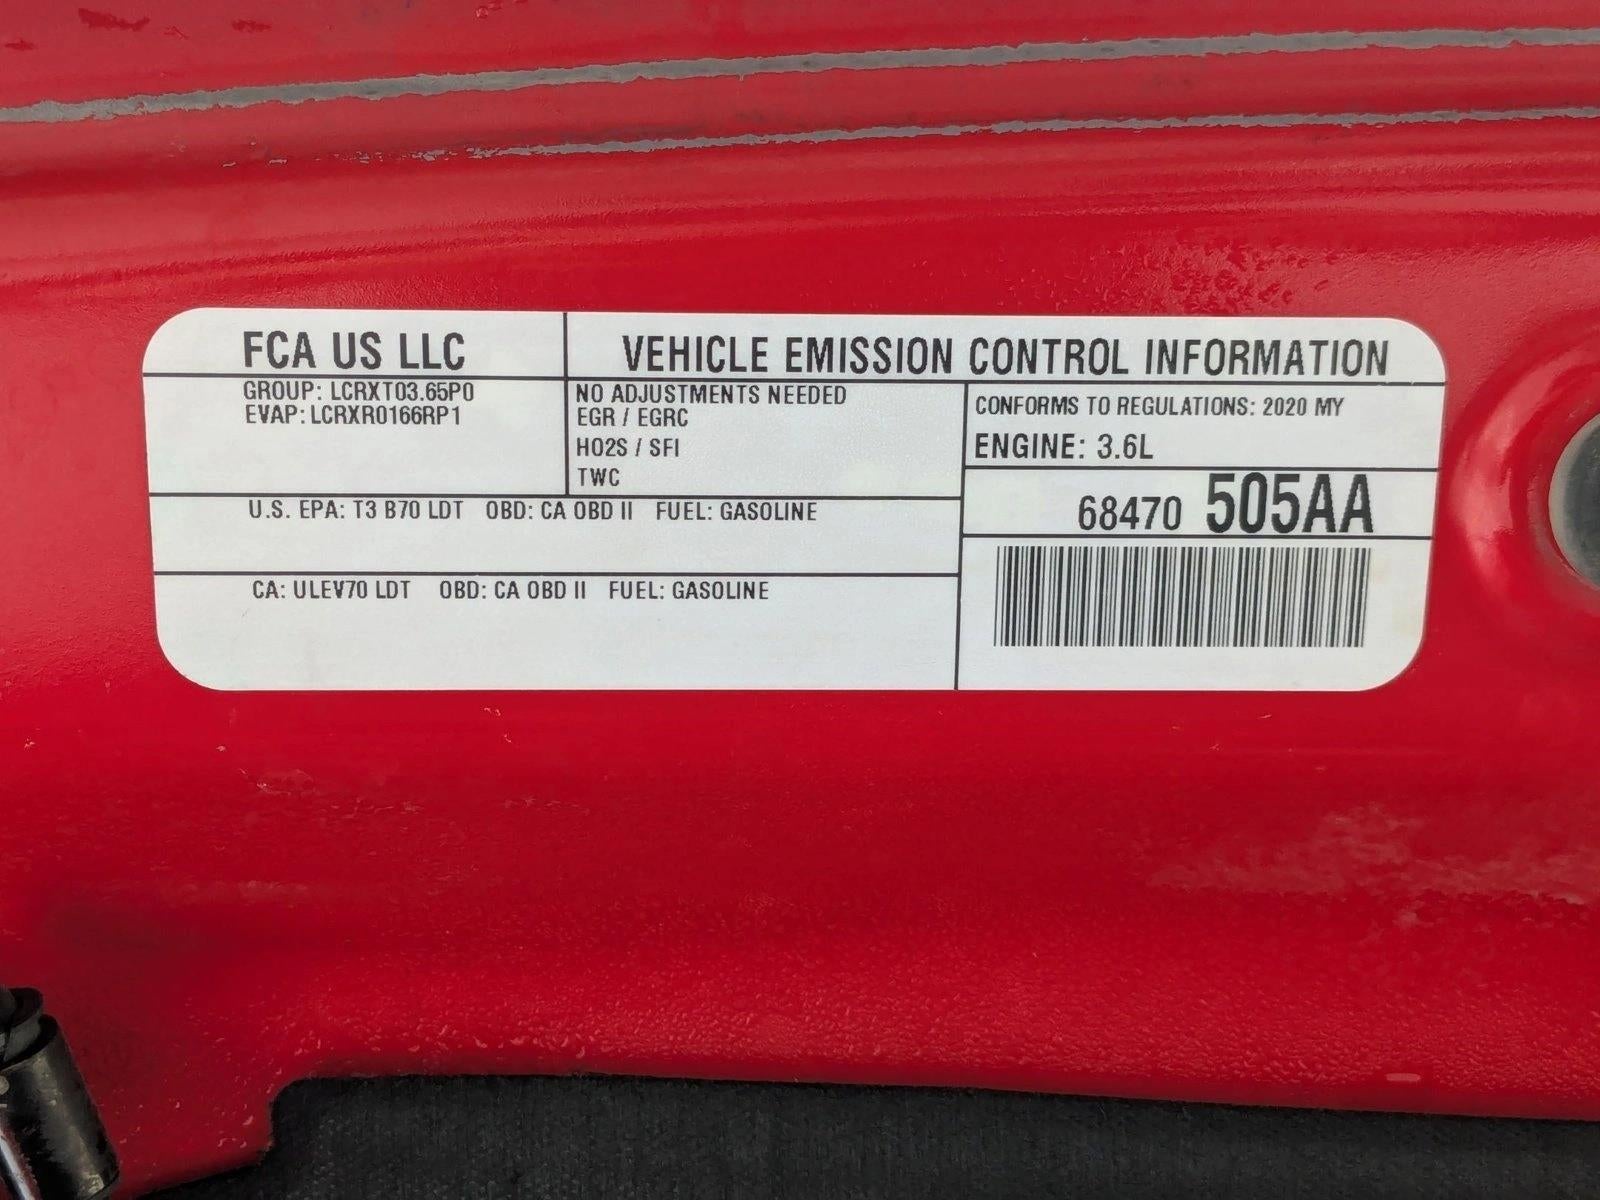 FCA US LLC
VEHICLE EMISSION CONTROL INFORMATION
GROUP: LCRXT03.65P0
EVAP: LCRXR0166RP1
NO ADJUSTMENTS NEEDED
EGR / EGRC
HO2S / SFI
TWC
CONFORMS TO REGULATIONS: 2020 MY
ENGINE: 3.6L
68470 505AA
U.S. EPA: T3 B70 LDT OBD: CA OBD II FUEL: GASOLINE
CA: ULEV70 LDT OBD: CA OBD II FUEL: GASOLINE